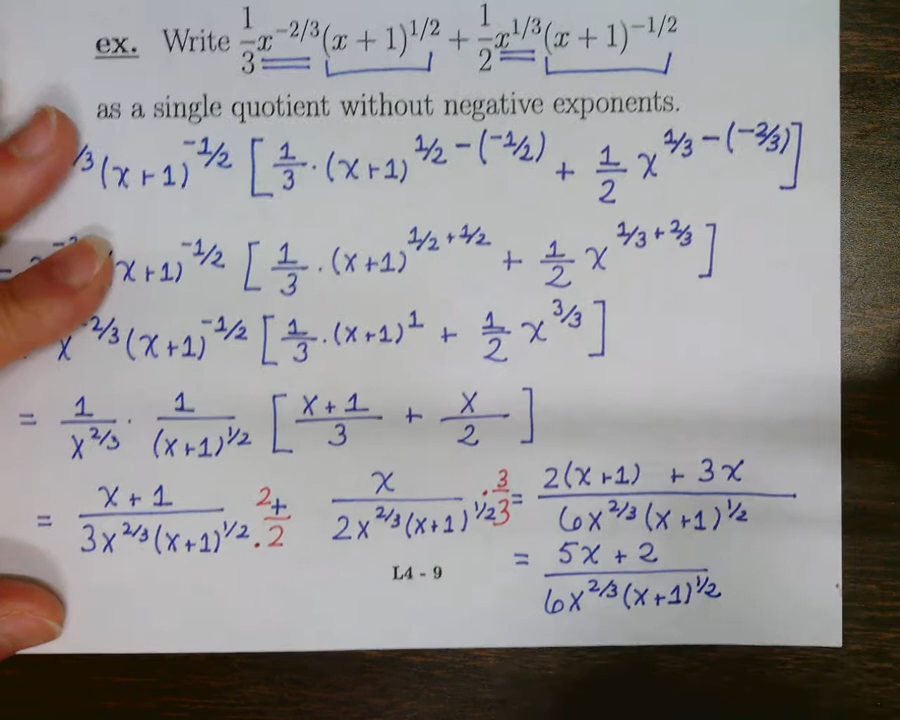 ex. Write 1/3 x^(-2/3) (x + 1)^(1/2) + 1/2 x^(1/3) (x + 1)^(-1/2)
as a single quotient without negative exponents.
/3 (x+1)^(-1/2) [ 1/3 · (x+1)^(1/2 - (-1/2)) + 1/2 x^(1/3 - (-2/3)) ]
x+1)^(-1/2) [ 1/3 · (x+1)^(1/2 + 1/2) + 1/2 x^(1/3 + 2/3) ]
x^(-2/3) (x+1)^(-1/2) [ 1/3 · (x+1)^1 + 1/2 x^(3/3) ]
= 1/x^(2/3) · 1/(x+1)^(1/2) [ (x+1)/3 + x/2 ]
= (x+1)/(3x^(2/3) (x+1)^(1/2)) · 2/2 + x/(2x^(2/3) (x+1)^(1/2)) · 3/3 = (2(x+1) + 3x)/(6x^(2/3) (x+1)^(1/2))
= (5x + 2)/(6x^(2/3) (x+1)^(1/2))
L4 - 9